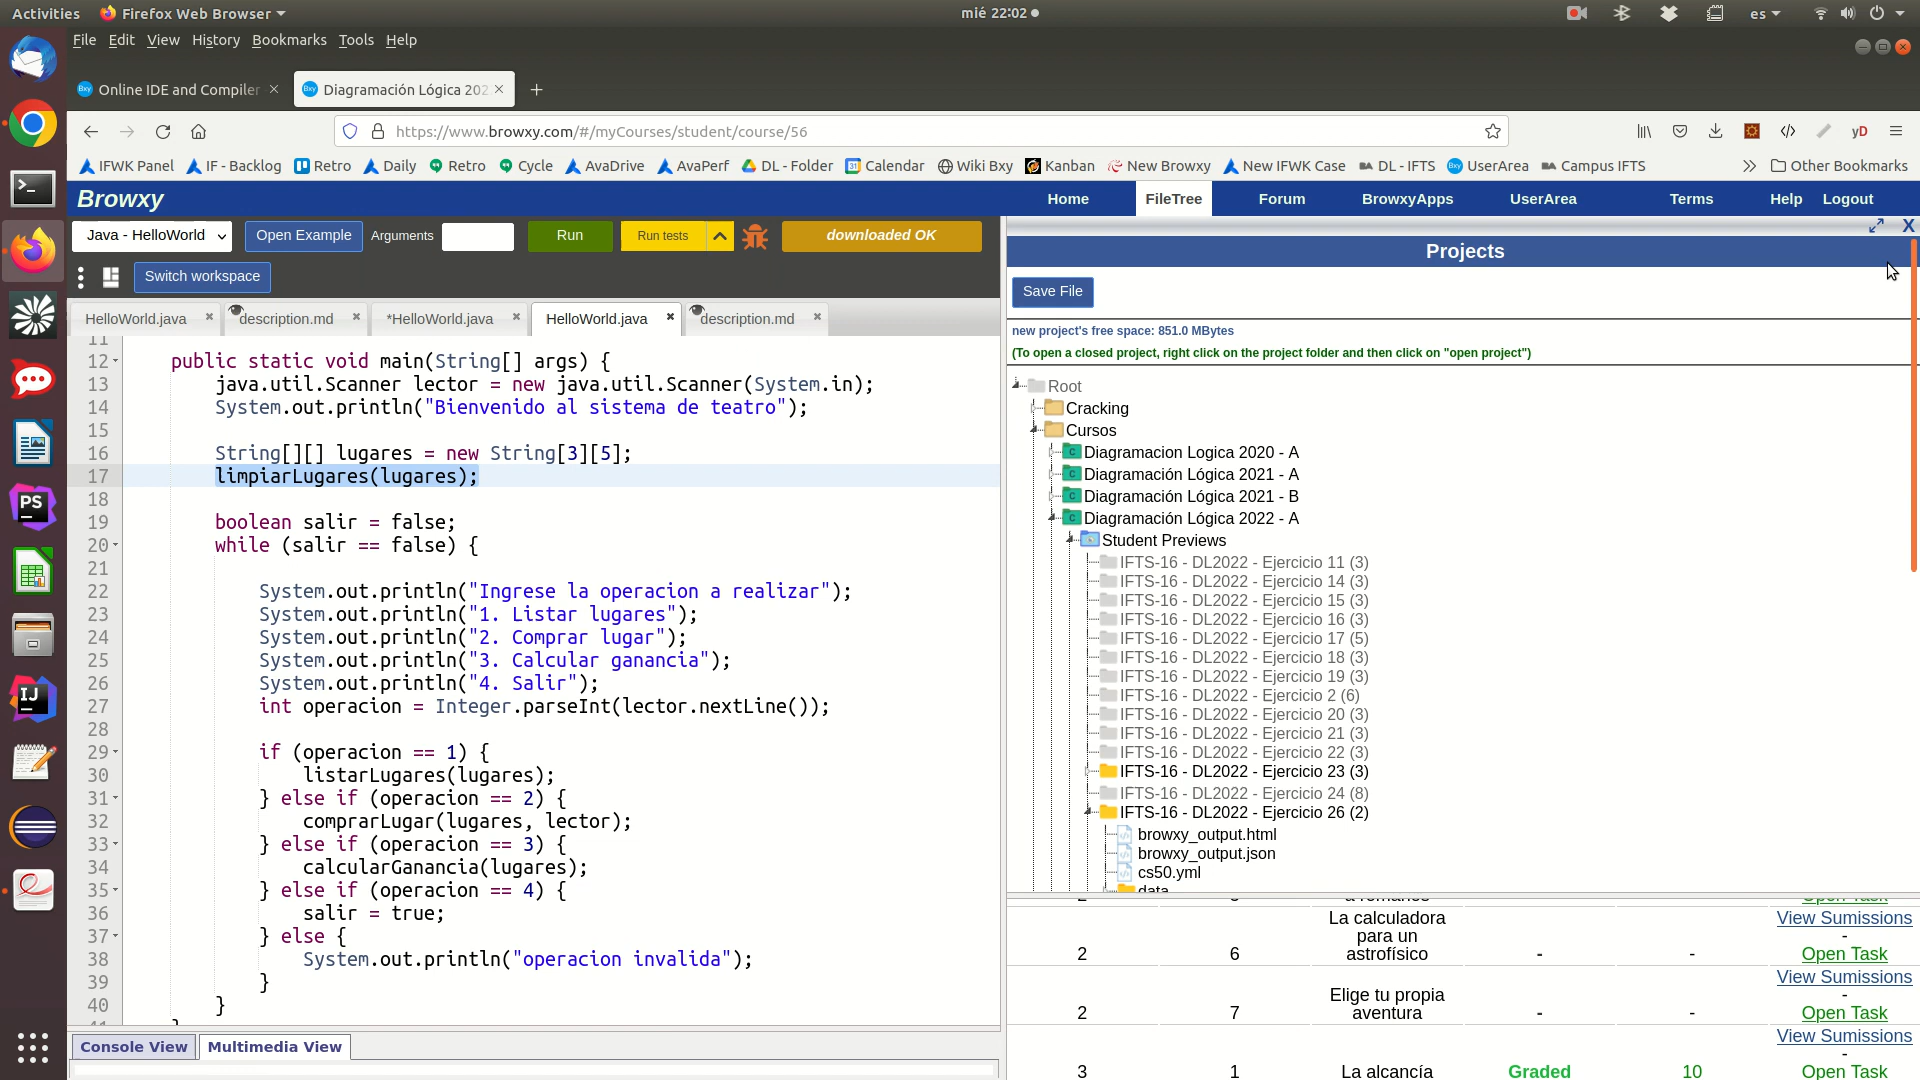 Activities Firefox Web Browser mié 22:02 es
File Edit View History Bookmarks Tools Help
Online IDE and Compiler Diagramación Lógica 202
https://www.browxy.com/#/myCourses/student/course/56
IFWK Panel IF - Backlog Retro Daily Retro Cycle AvaDrive AvaPerf DL - Folder Calendar Wiki Bxy Kanban New Browxy New IFWK Case DL - IFTS UserArea Campus IFTS Other Bookmarks
Browxy Home FileTree Forum BrowxyApps UserArea Terms Help Logout
Java - HelloWorld Open Example Arguments Run Run tests downloaded OK
Switch workspace
HelloWorld.java description.md *HelloWorld.java HelloWorld.java description.md
11
12 public static void main(String[] args) {
13 java.util.Scanner lector = new java.util.Scanner(System.in);
14 System.out.println("Bienvenido al sistema de teatro");
15
16 String[][] lugares = new String[3][5];
17 limpiarLugares(lugares);
18
19 boolean salir = false;
20 while (salir == false) {
21
22 System.out.println("Ingrese la operacion a realizar");
23 System.out.println("1. Listar lugares");
24 System.out.println("2. Comprar lugar");
25 System.out.println("3. Calcular ganancia");
26 System.out.println("4. Salir");
27 int operacion = Integer.parseInt(lector.nextLine());
28
29 if (operacion == 1) {
30 listarLugares(lugares);
31 } else if (operacion == 2) {
32 comprarLugar(lugares, lector);
33 } else if (operacion == 3) {
34 calcularGanancia(lugares);
35 } else if (operacion == 4) {
36 salir = true;
37 } else {
38 System.out.println("operacion invalida");
39 }
40 }
Console View Multimedia View
X
Projects
Save File
new project's free space: 851.0 MBytes
(To open a closed project, right click on the project folder and then click on "open project")
Root
Cracking
Cursos
Diagramacion Logica 2020 - A
Diagramación Lógica 2021 - A
Diagramación Lógica 2021 - B
Diagramación Lógica 2022 - A
Student Previews
IFTS-16 - DL2022 - Ejercicio 11 (3)
IFTS-16 - DL2022 - Ejercicio 14 (3)
IFTS-16 - DL2022 - Ejercicio 15 (3)
IFTS-16 - DL2022 - Ejercicio 16 (3)
IFTS-16 - DL2022 - Ejercicio 17 (5)
IFTS-16 - DL2022 - Ejercicio 18 (3)
IFTS-16 - DL2022 - Ejercicio 19 (3)
IFTS-16 - DL2022 - Ejercicio 2 (6)
IFTS-16 - DL2022 - Ejercicio 20 (3)
IFTS-16 - DL2022 - Ejercicio 21 (3)
IFTS-16 - DL2022 - Ejercicio 22 (3)
IFTS-16 - DL2022 - Ejercicio 23 (3)
IFTS-16 - DL2022 - Ejercicio 24 (8)
IFTS-16 - DL2022 - Ejercicio 26 (2)
browxy_output.html
browxy_output.json
cs50.yml
data
Open Task
La calculadora View Sumissions
para un -
2 6 astrofísico - - Open Task
View Sumissions
Elige tu propia -
2 7 aventura - - Open Task
View Sumissions
-
3 1 La alcancía Graded 10 Open Task
PS
IJ
yD